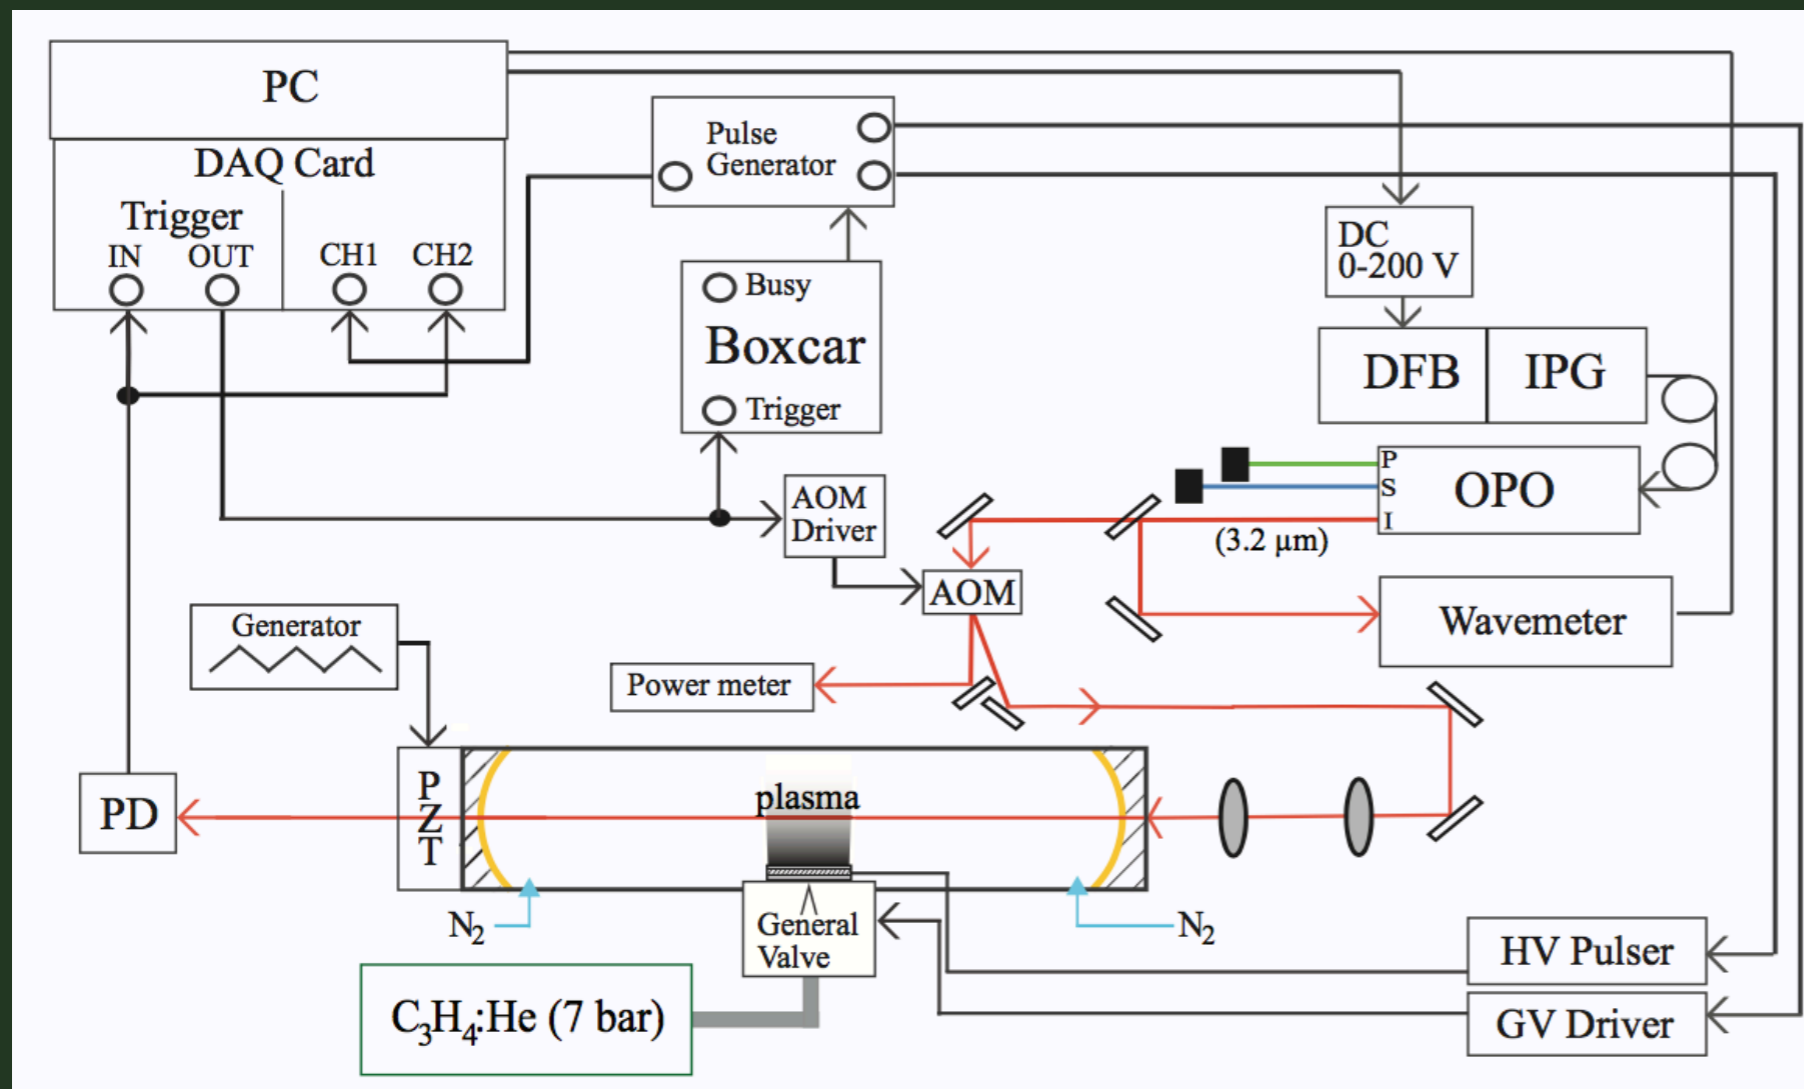 PC
DAQ Card
Trigger
IN
OUT
CH1
CH2
Pulse
Generator
Busy
Boxcar
Trigger
DC
0-200 V
DFB
IPG
P
S
I
OPO
(3.2 µm)
AOM
Driver
AOM
Wavemeter
Generator
Power meter
PD
P
Z
T
plasma
N₂
General
Valve
N₂
C₃H₄:He (7 bar)
HV Pulser
GV Driver